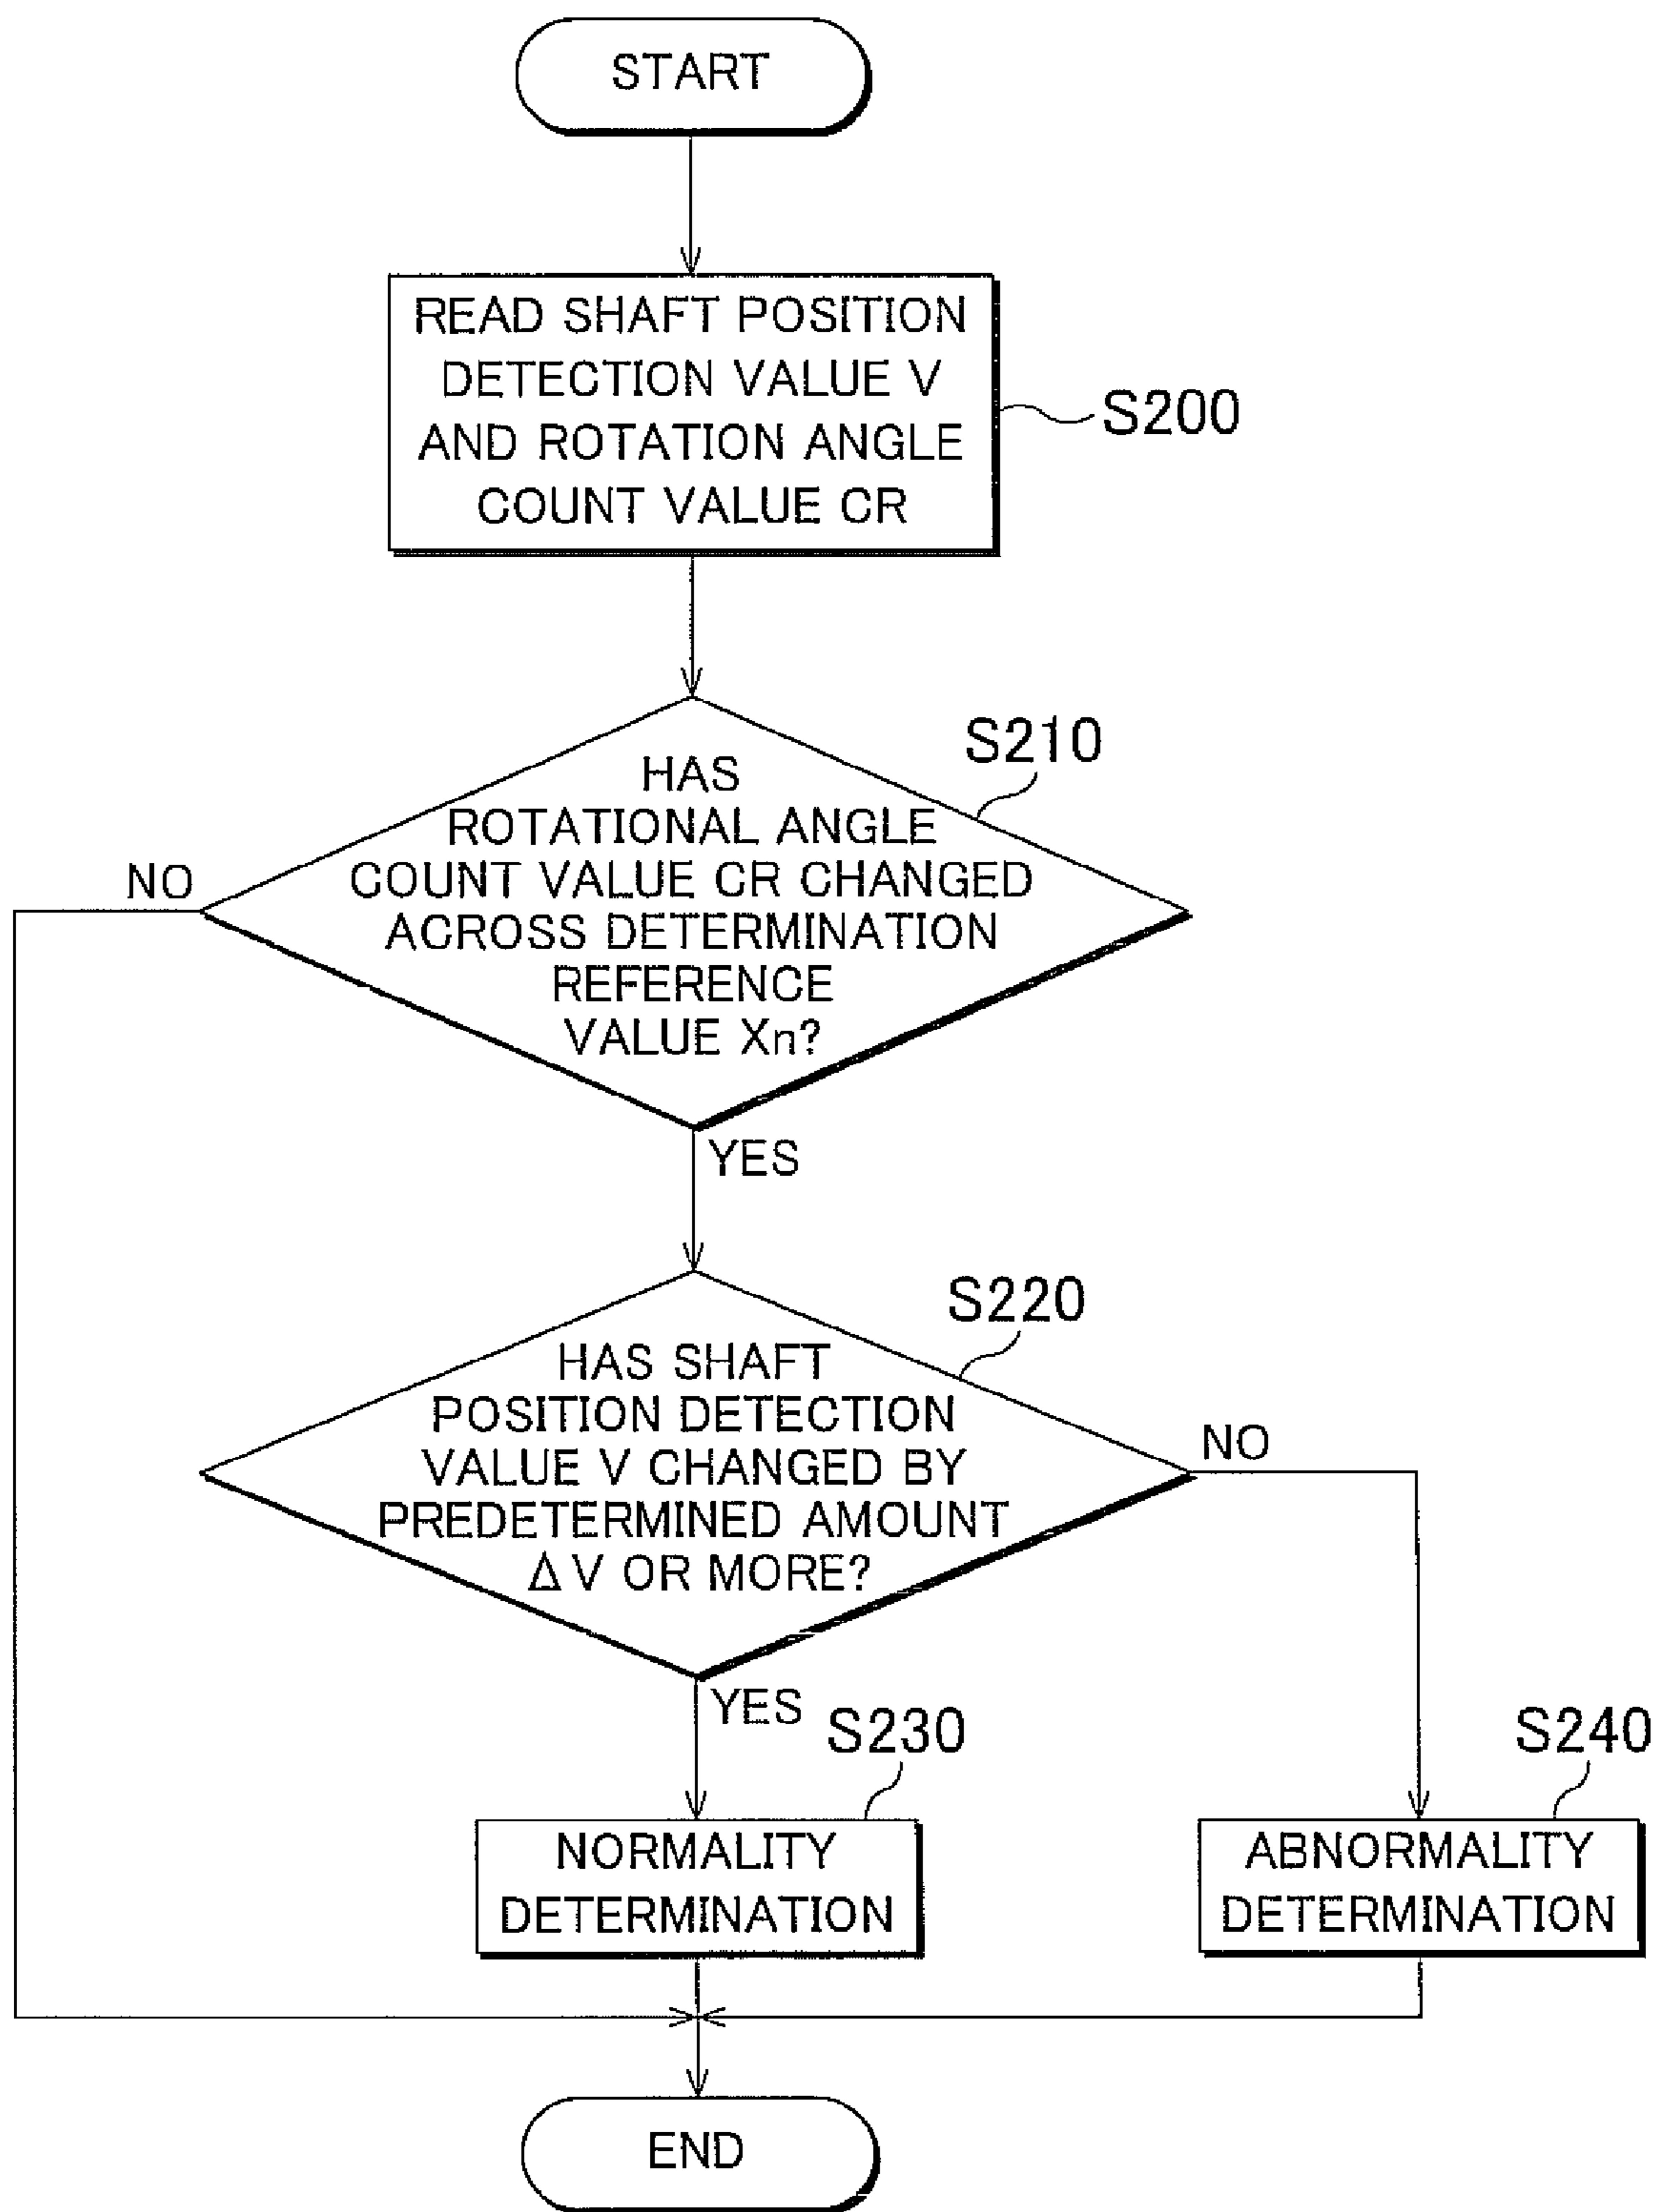 START
READ SHAFT POSITION
DETECTION VALUE V
AND ROTATION ANGLE
COUNT VALUE CR
S200
S210
HAS
ROTATIONAL ANGLE
COUNT VALUE CR CHANGED
ACROSS DETERMINATION
REFERENCE
VALUE Xn?
NO
YES
S220
HAS SHAFT
POSITION DETECTION
VALUE V CHANGED BY
PREDETERMINED AMOUNT
Δ V OR MORE?
NO
YES
S230
NORMALITY
DETERMINATION
S240
ABNORMALITY
DETERMINATION
END